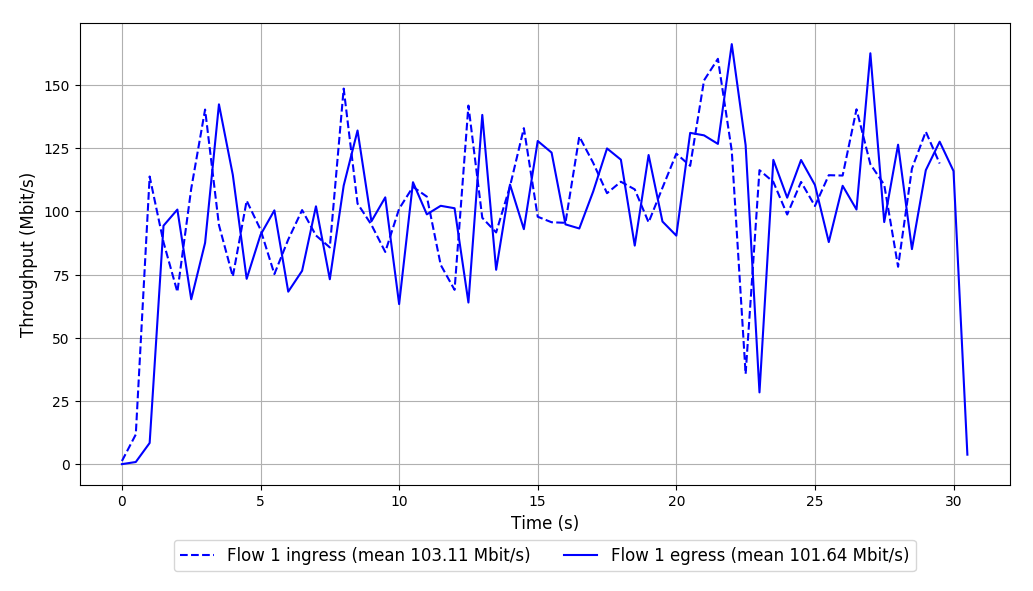 Throughput (Mbit/s)
150
125
100
75
50
25
0
0 5 10 15 20 25 30
Time (s)
Flow 1 ingress (mean 103.11 Mbit/s) Flow 1 egress (mean 101.64 Mbit/s)